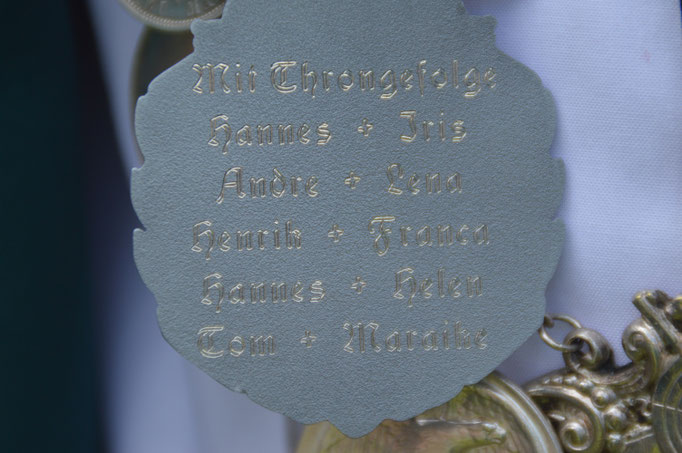 Mit Throngefolge
Hannes + Iris
Andre + Lena
Henrik + Franca
Hannes + Helen
Tom + Maraike